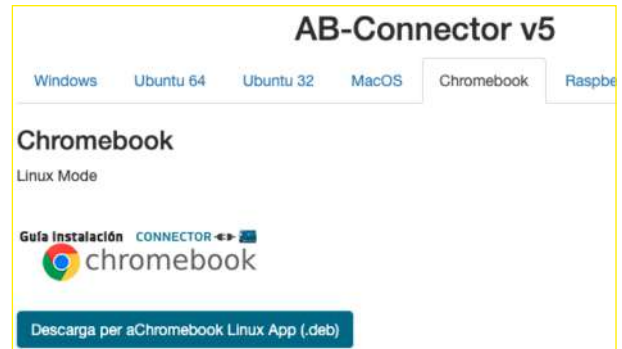 AB-Connector v5
Windows Ubuntu 64 Ubuntu 32 MacOS Chromebook Raspbe
Chromebook
Linux Mode
Guía Instalación CONNECTOR
chromebook
Descarga per aChromebook Linux App (.deb)